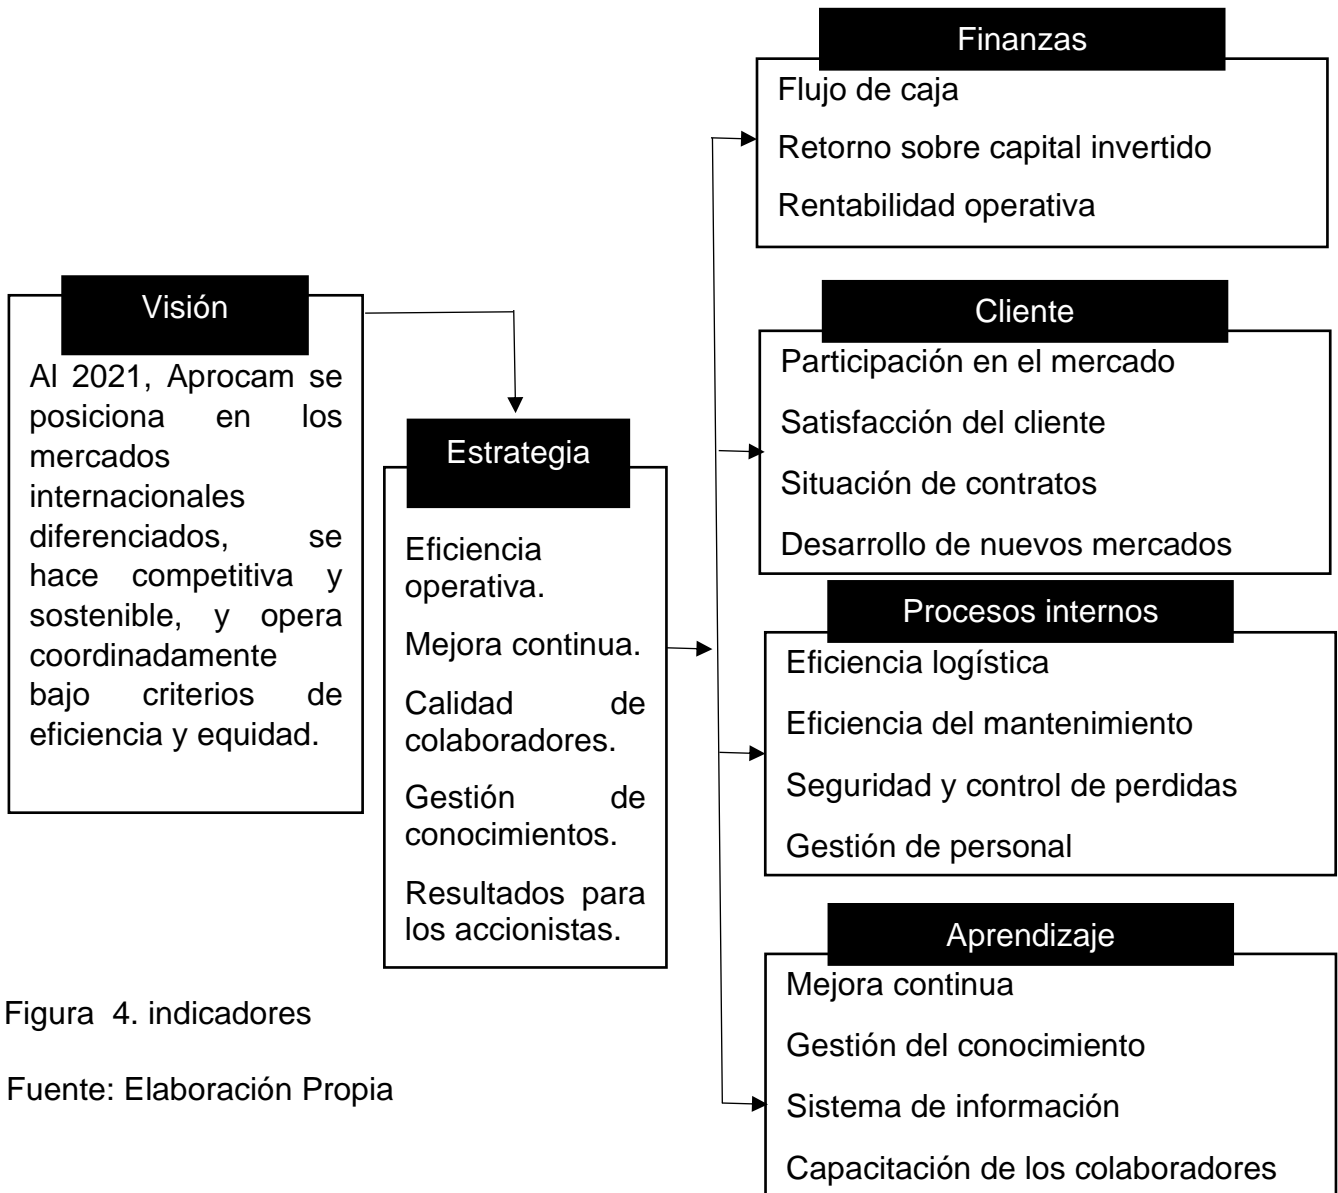 Visión
Al 2021, Aprocam se
posiciona en los
mercados
internacionales
diferenciados, se
hace competitiva y
sostenible, y opera
coordinadamente
bajo criterios de
eficiencia y equidad.
Estrategia
Eficiencia
operativa.
Mejora continua.
Calidad de
colaboradores.
Gestión de
conocimientos.
Resultados para
los accionistas.
Finanzas
Flujo de caja
Retorno sobre capital invertido
Rentabilidad operativa
Cliente
Participación en el mercado
Satisfacción del cliente
Situación de contratos
Desarrollo de nuevos mercados
Procesos internos
Eficiencia logística
Eficiencia del mantenimiento
Seguridad y control de perdidas
Gestión de personal
Aprendizaje
Mejora continua
Gestión del conocimiento
Sistema de información
Capacitación de los colaboradores
Figura 4. indicadores
Fuente: Elaboración Propia